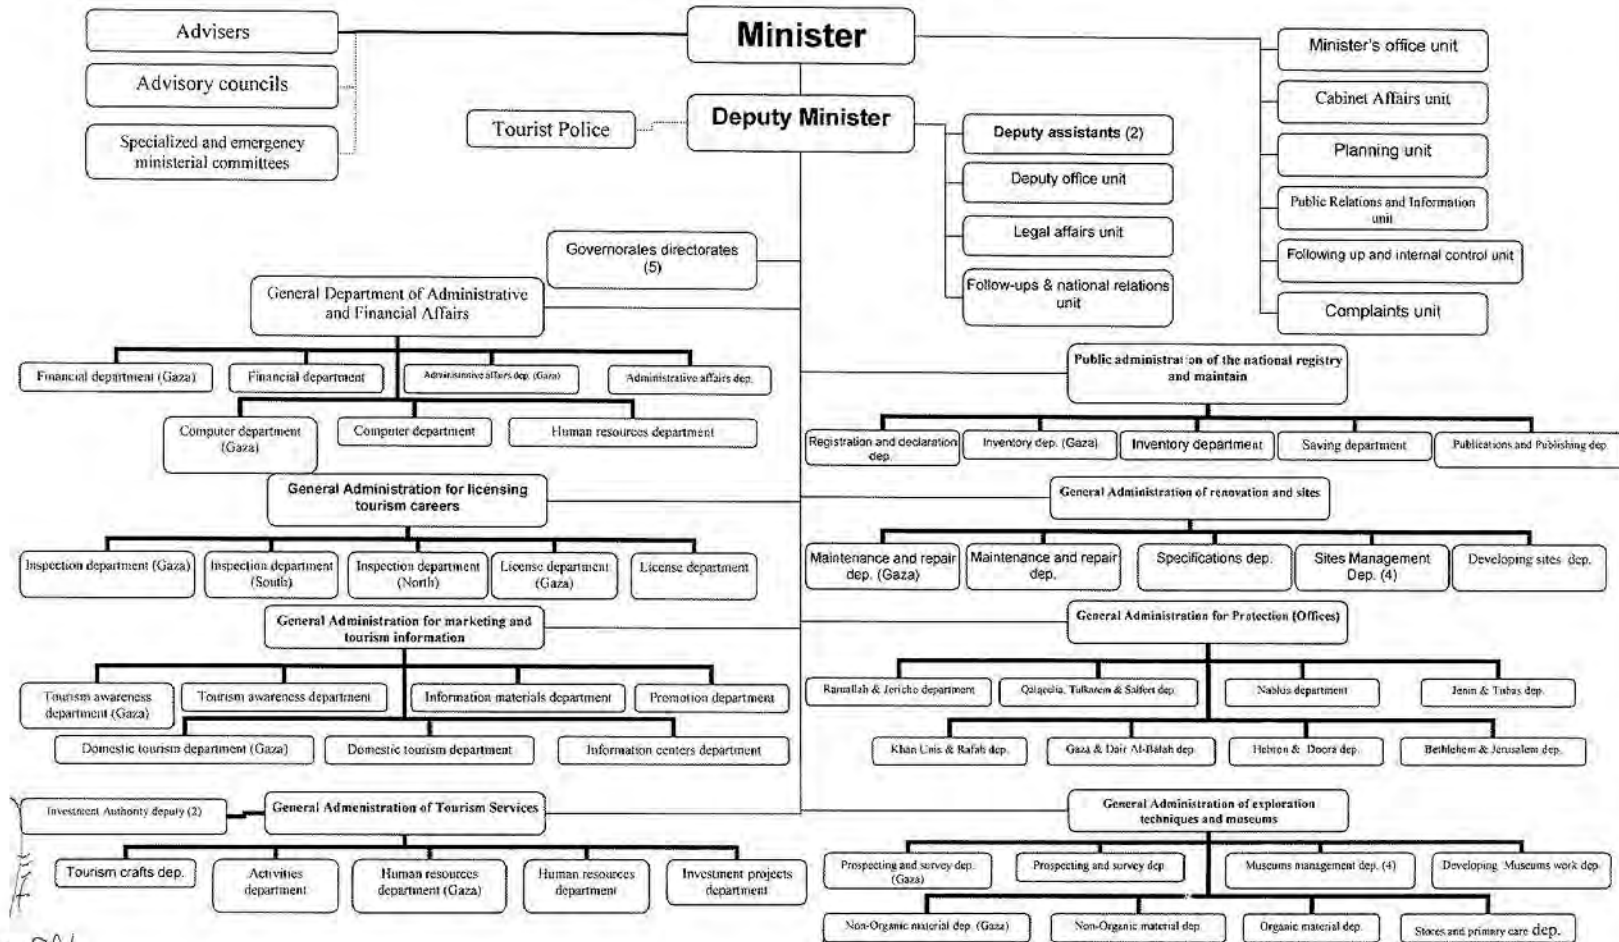 Minister
Advisers
Advisory councils
Specialized and emergency
ministerial committees
Minister's office unit
Cabinet Affairs unit
Planning unit
Public Relations and Information
unit
Following up and internal control unit
Complaints unit
Deputy Minister
Tourist Police
Deputy assistants (2)
Deputy office unit
Legal affairs unit
Follow-ups & national relations
unit
Governorales directorates
(5)
General Department of Administrative
and Financial Affairs
Financial department (Gaza)
Financial department
Administrative affairs dep. (Gaza)
Administrative affairs dep.
Computer department
(Gaza)
Computer department
Human resources department
Public administration of the national registry
and maintain
Registration and declaration
dep.
Inventory dep. (Gaza)
Inventory department
Saving department
Publications and Publishing dep
General Administration for licensing
tourism careers
Inspection department (Gaza)
Inspection department
(South)
Inspection department
(North)
License department
(Gaza)
License department
General Administration of renovation and sites
Maintenance and repair
dep. (Gaza)
Maintenance and repair
dep.
Specifications dep.
Sites Management
Dep. (4)
Developing sites dep.
General Administration for marketing and
tourism information
Tourism awareness
department (Gaza)
Tourism awareness department
Information materials department
Promotion department
Domestic tourism department (Gaza)
Domestic tourism department
Information centers department
General Administration for Protection (Offices)
Ramallah & Jericho department
Qalqeelia, Tulkarem & Salfeet dep.
Nablus department
Jenin & Tubas dep.
Khan Unis & Rafah dep.
Gaza & Dair Al-Balah dep.
Hebron & Doora dep.
Bethlehem & Jerusalem dep.
Investment Authority deputy (2)
General Admenistration of Tourism Services
Tourism crafts dep.
Activities
department
Human resources
department (Gaza)
Human resources
department
Investment projects
department
General Administration of exploration
techniques and museums
Prospecting and survey dep.
(Gaza)
Prospecting and survey dep
Museums management dep. (4)
Developing Museums work dep.
Non-Organic material dep. (Gaza)
Non-Organic material dep.
Organic material dep.
Stores and primary care dep.